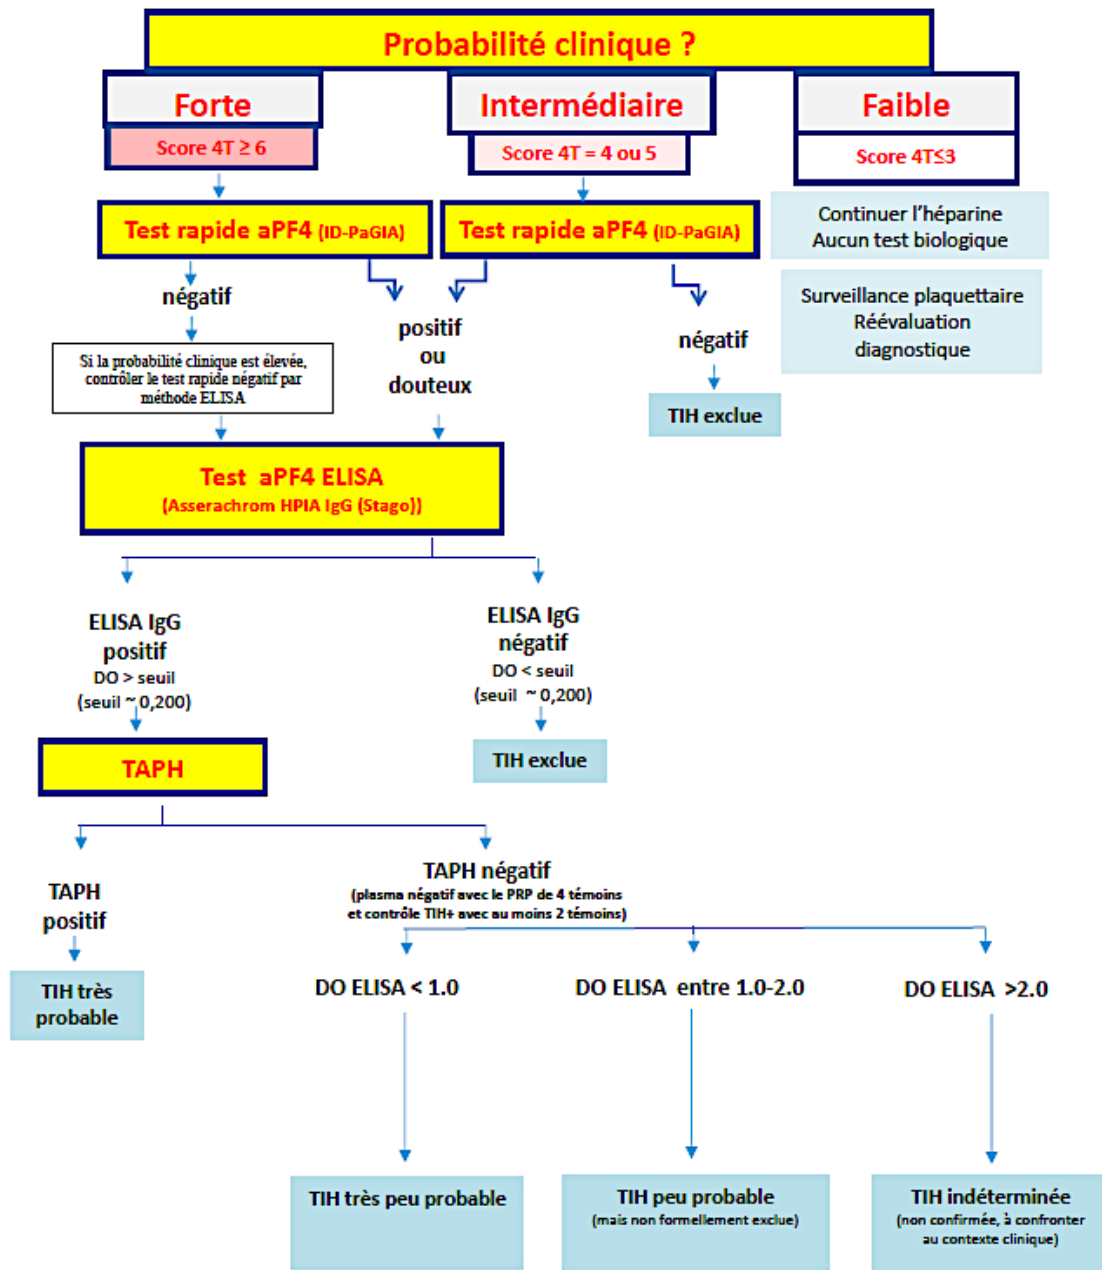 Probabilité clinique ?
Forte
Intermédiaire
Faible
Score 4T ≥ 6
Score 4T = 4 ou 5
Score 4T≤3
Continuer l'héparine
Aucun test biologique
Test rapide aPF4 (ID-PaGIA)
Test rapide aPF4 (ID-PaGIA)
Surveillance plaquettaire
Réévaluation
diagnostique
négatif
positif
ou
douteux
négatif
Si la probabilité clinique est élevée,
contrôler le test rapide négatif par
méthode ELISA
TIH exclue
Test aPF4 ELISA
(Asserachrom HPIA IgG (Stago))
ELISA IgG
positif
DO > seuil
(seuil ~ 0,200)
ELISA IgG
négatif
DO < seuil
(seuil ~ 0,200)
TAPH
TIH exclue
TAPH
positif
TAPH négatif
(plasma négatif avec le PRP de 4 témoins
et contrôle TIH+ avec au moins 2 témoins)
TIH très
probable
DO ELISA < 1.0
DO ELISA entre 1.0-2.0
DO ELISA >2.0
TIH très peu probable
TIH peu probable
(mais non formellement exclue)
TIH indéterminée
(non confirmée, à confronter
au contexte clinique)